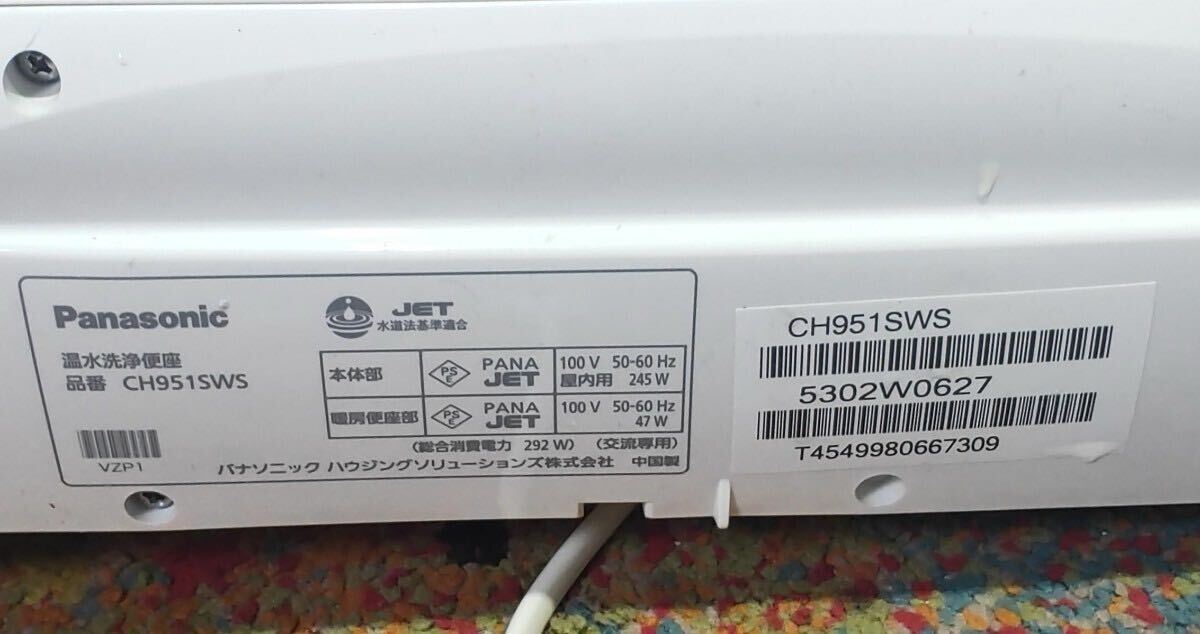 Panasonic
JET
水道法基準適合
温水洗浄便座
品番 CH951SWS
本体部 PS E PANA JET 100 V 50-60 Hz
屋内用 245 W
暖房便座部 PS E PANA JET 100 V 50-60 Hz
47 W
(総合消費電力 292 W) (交流専用)
パナソニック ハウジングソリューションズ株式会社 中国製
VZP1
CH951SWS
5302W0627
T4549980667309